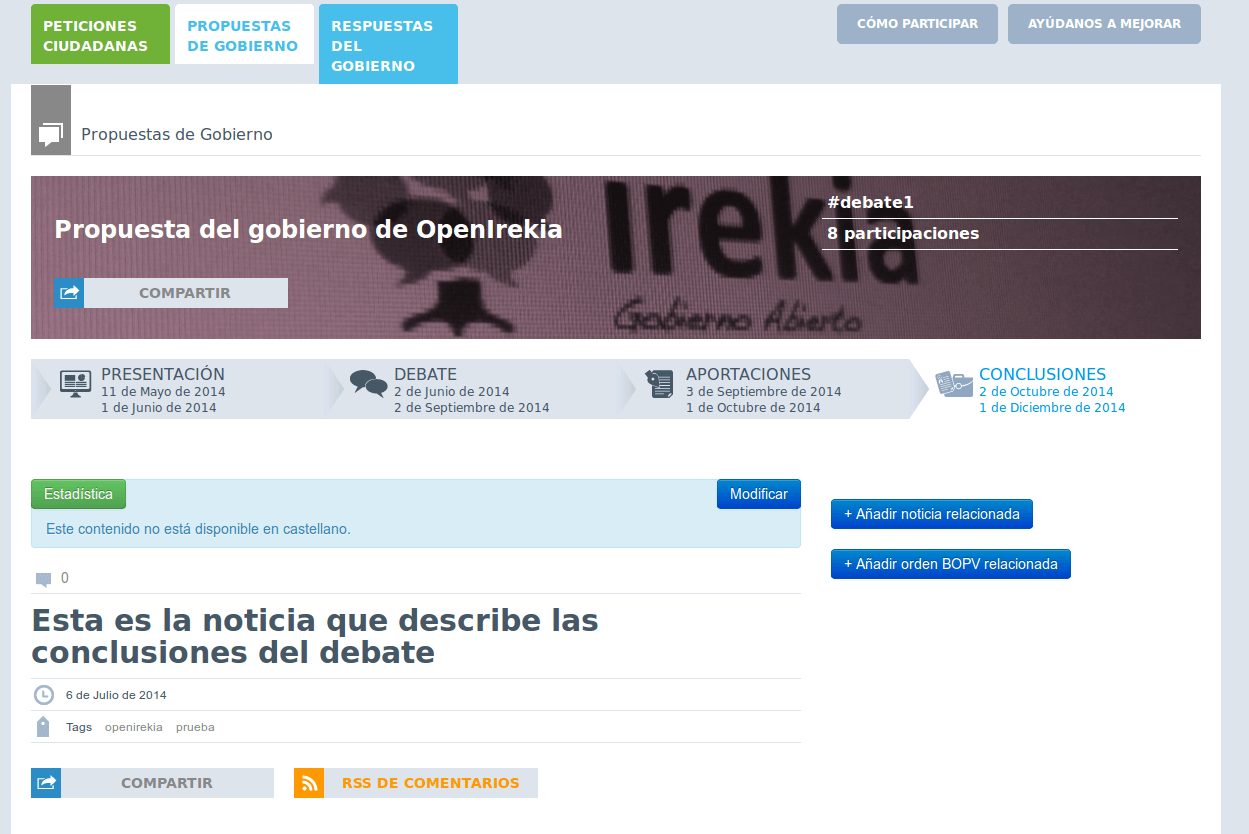 PETICIONES
CIUDADANAS
PROPUESTAS
DE GOBIERNO
RESPUESTAS
DEL
GOBIERNO
CÓMO PARTICIPAR
AYÚDANOS A MEJORAR
Propuestas de Gobierno
irekia
Gobierno Abierto
Propuesta del gobierno de OpenIrekia
#debate1
8 participaciones
COMPARTIR
PRESENTACIÓN
11 de Mayo de 2014
1 de Junio de 2014
DEBATE
2 de Junio de 2014
2 de Septiembre de 2014
APORTACIONES
3 de Septiembre de 2014
1 de Octubre de 2014
CONCLUSIONES
2 de Octubre de 2014
1 de Diciembre de 2014
Estadística
Modificar
Este contenido no está disponible en castellano.
+ Añadir noticia relacionada
+ Añadir orden BOPV relacionada
0
Esta es la noticia que describe las
conclusiones del debate
6 de Julio de 2014
Tags openirekia prueba
COMPARTIR
RSS DE COMENTARIOS